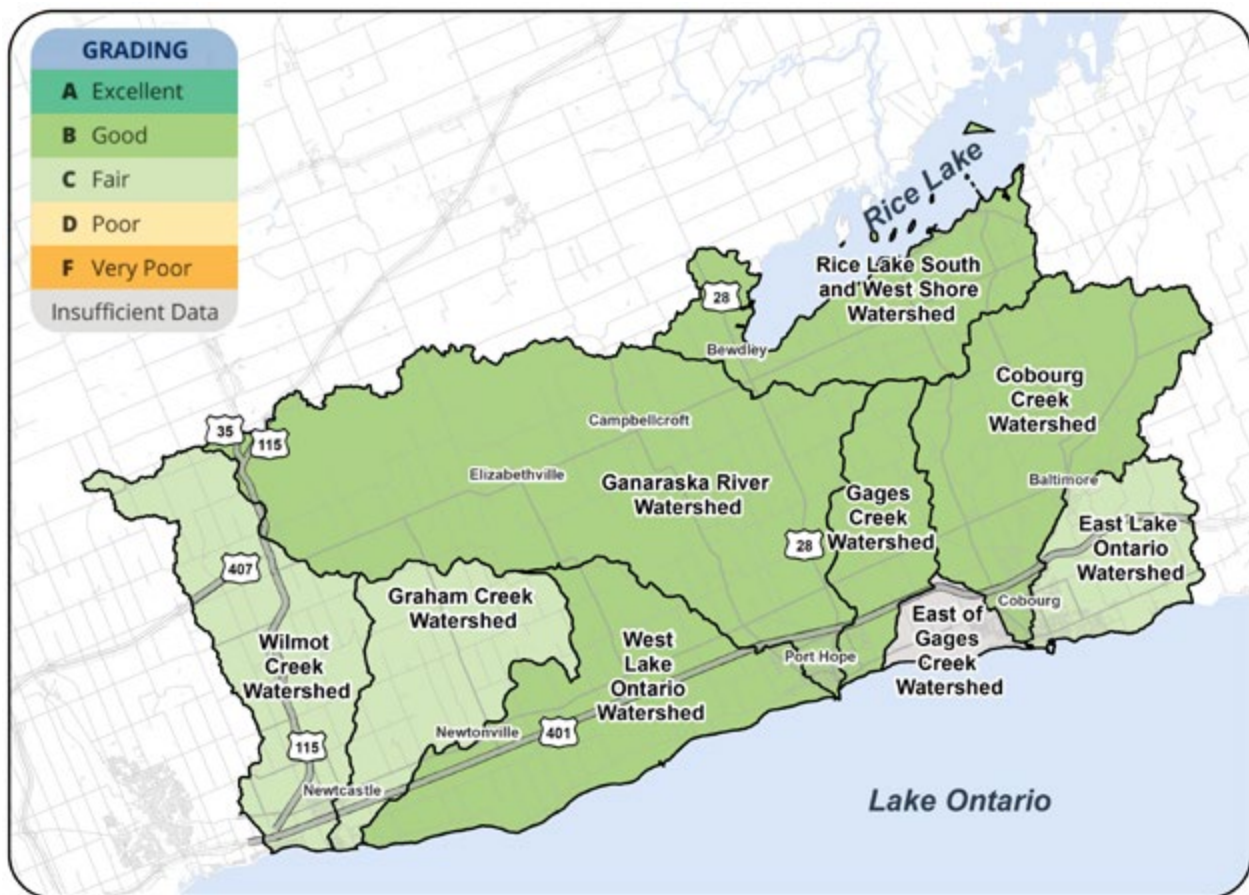 GRADING
A Excellent
B Good
C Fair
D Poor
F Very Poor
Insufficient Data
Rice Lake
Rice Lake South
and West Shore
Watershed
28
Bewdley
Cobourg
Creek
Watershed
Campbellcroft
35
115
Elizabethville
Ganaraska River
Watershed
Gages
Creek
Watershed
28
Baltimore
East Lake
Ontario
Watershed
407
Graham Creek
Watershed
Cobourg
East of
Gages
Creek
Watershed
Wilmot
Creek
Watershed
West
Lake
Ontario
Watershed
Port Hope
Newtonville
401
115
Newtcastle
Lake Ontario